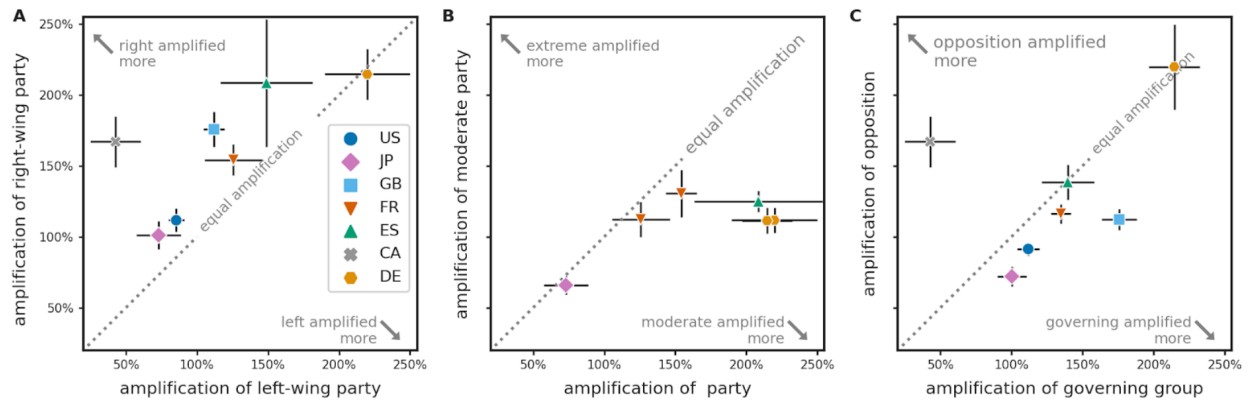 A
amplification of right-wing party
250%
200%
150%
100%
50%
right amplified
more
equal amplification
US
JP
GB
FR
ES
CA
DE
left amplified
more
50%
100%
150%
200%
250%
amplification of left-wing party
B
amplification of moderate party
extreme amplified
more
equal amplification
moderate amplified
more
50%
100%
150%
200%
250%
amplification of  party
C
amplification of opposition
opposition amplified
more
equal amplification
governing amplified
more
50%
100%
150%
200%
250%
amplification of governing group